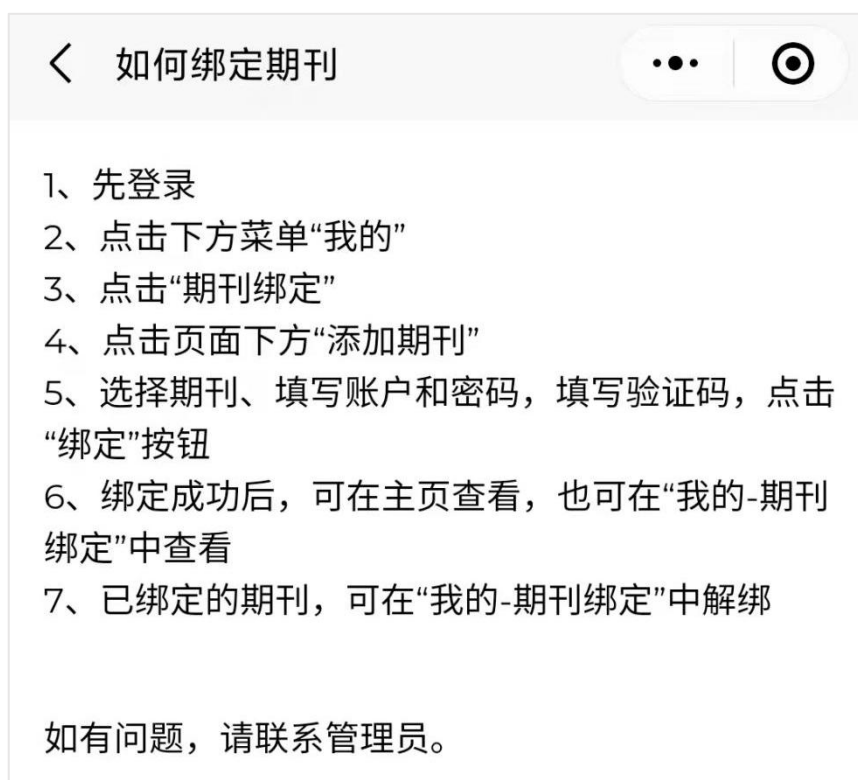 如何绑定期刊
1、先登录
2、点击下方菜单“我的”
3、点击“期刊绑定”
4、点击页面下方“添加期刊”
5、选择期刊、填写账户和密码，填写验证码，点击
“绑定”按钮
6、绑定成功后，可在主页查看，也可在“我的-期刊
绑定”中查看
7、已绑定的期刊，可在“我的-期刊绑定”中解绑
如有问题，请联系管理员。